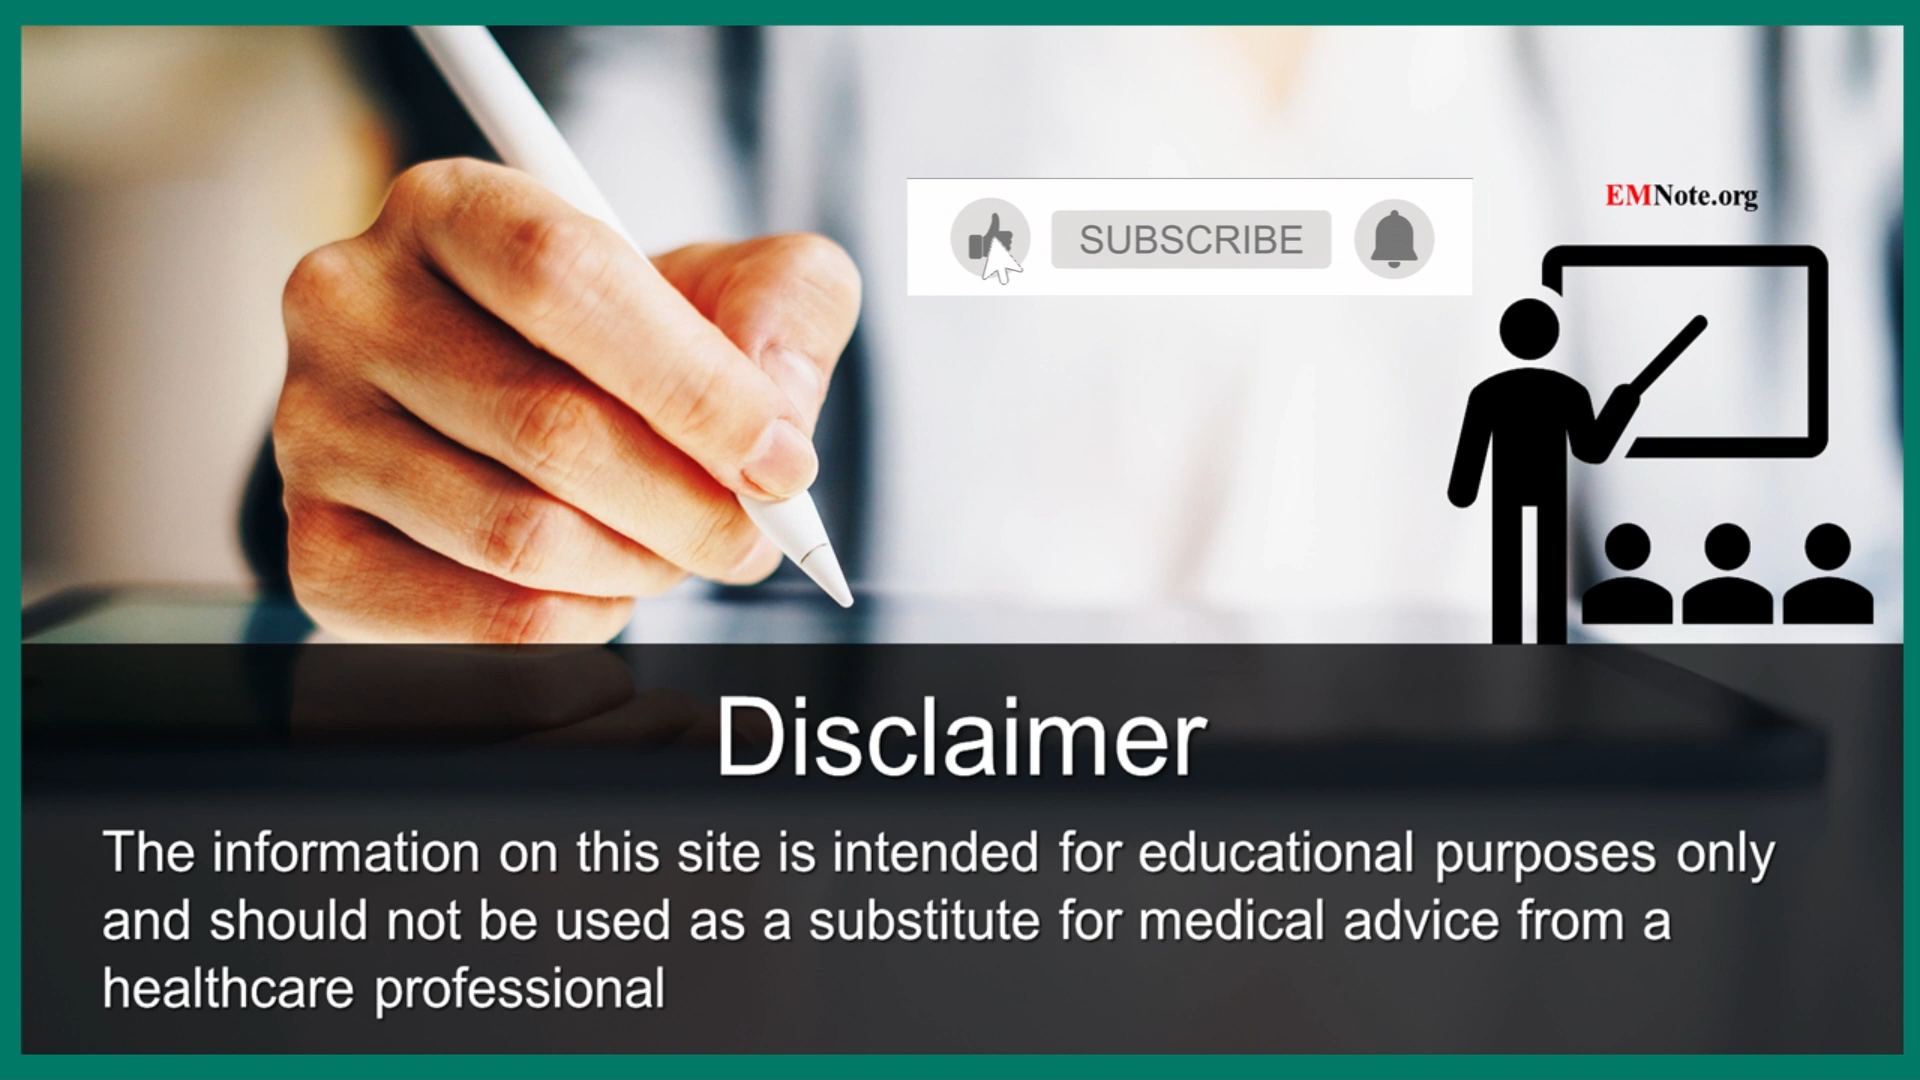 EMNote.org
SUBSCRIBE
Disclaimer
The information on this site is intended for educational purposes only
and should not be used as a substitute for medical advice from a
healthcare professional